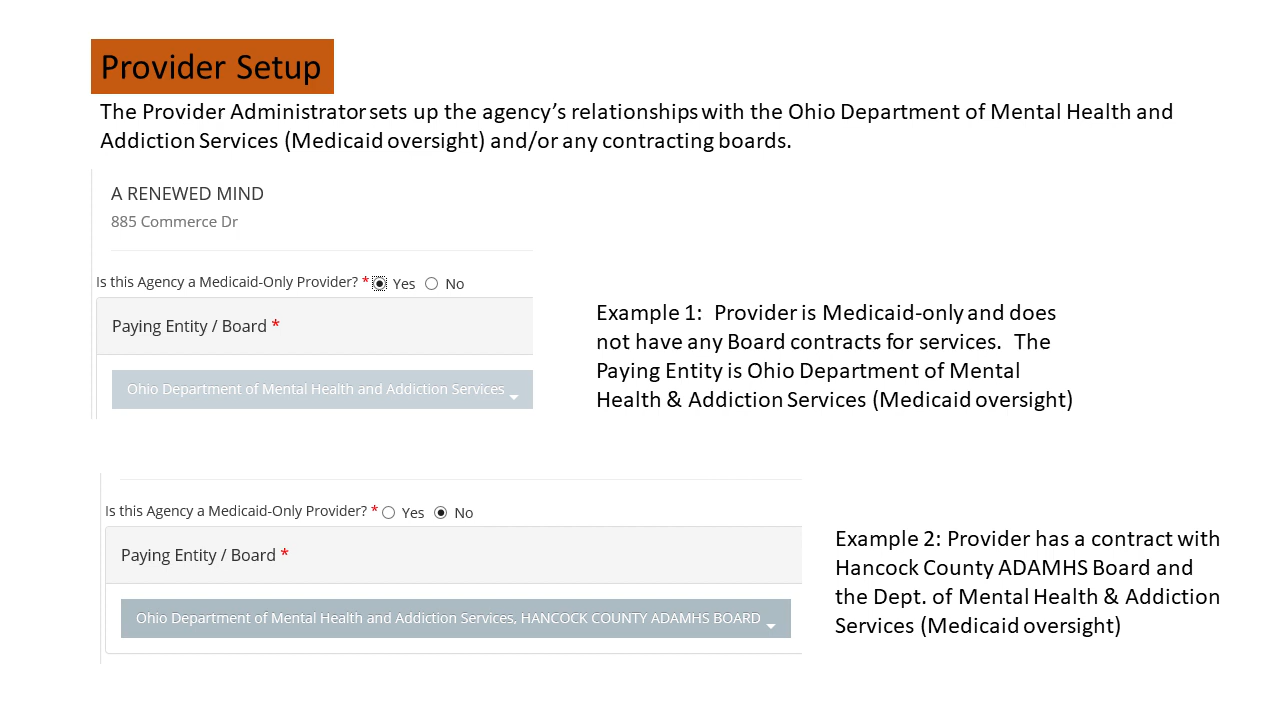 Provider Setup
The Provider Administrator sets up the agency’s relationships with the Ohio Department of Mental Health and
Addiction Services (Medicaid oversight) and/or any contracting boards.
A RENEWED MIND
885 Commerce Dr
Is this Agency a Medicaid-Only Provider? * Yes No
Paying Entity / Board *
Ohio Department of Mental Health and Addiction Services
Example 1: Provider is Medicaid-only and does
not have any Board contracts for services. The
Paying Entity is Ohio Department of Mental
Health & Addiction Services (Medicaid oversight)
Is this Agency a Medicaid-Only Provider? * Yes No
Paying Entity / Board *
Ohio Department of Mental Health and Addiction Services, HANCOCK COUNTY ADAMHS BOARD
Example 2: Provider has a contract with
Hancock County ADAMHS Board and
the Dept. of Mental Health & Addiction
Services (Medicaid oversight)